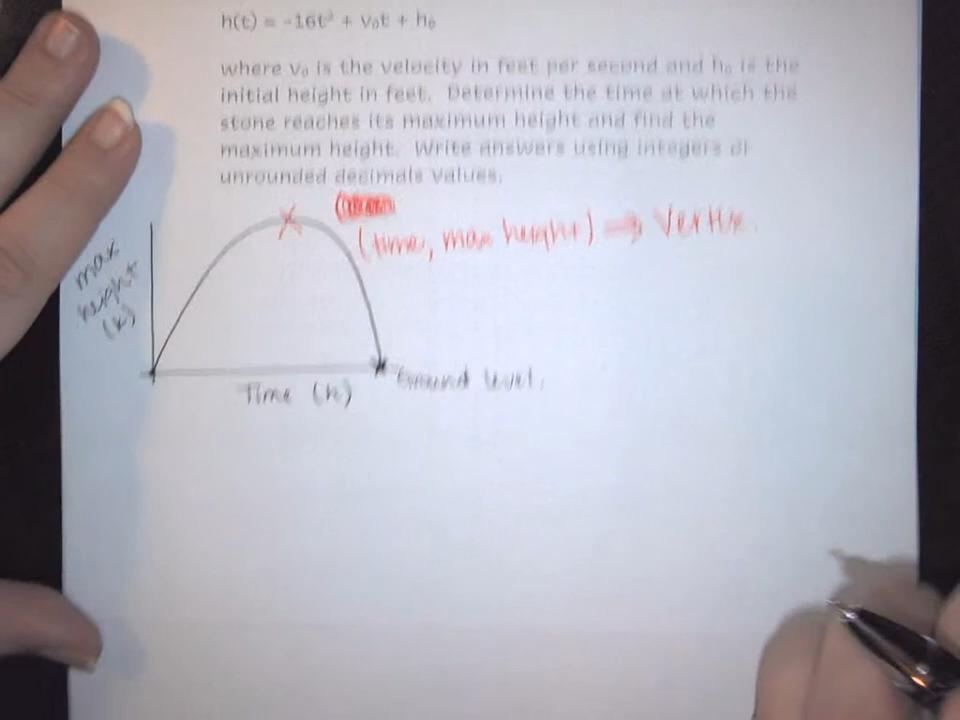 h(t) = -16t² + v₀t + h₀
where v₀ is the velocity in feet per second and h₀ is the
initial height in feet. Determine the time at which the
stone reaches its maximum height and find the
maximum height. Write answers using integers or
unrounded decimals values.
(time, max height) ⇒ Vertex.
max
height
(k)
Ground level.
Time (h)